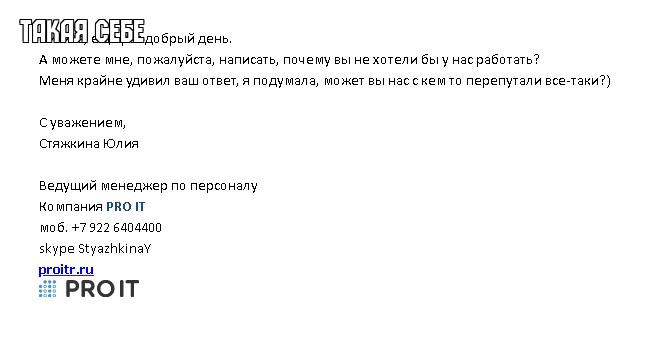 ТАКАЯ СЕБЕ
добрый день.
А можете мне, пожалуйста, написать, почему вы не хотели бы у нас работать?
Меня крайне удивил ваш ответ, я подумала, может вы нас с кем то перепутали все-таки?)
С уважением,
Стяжкина Юлия
Ведущий менеджер по персоналу
Компания PRO IT
моб. +7 922 6404400
skype StyazhkinaY
proitr.ru
PRO IT